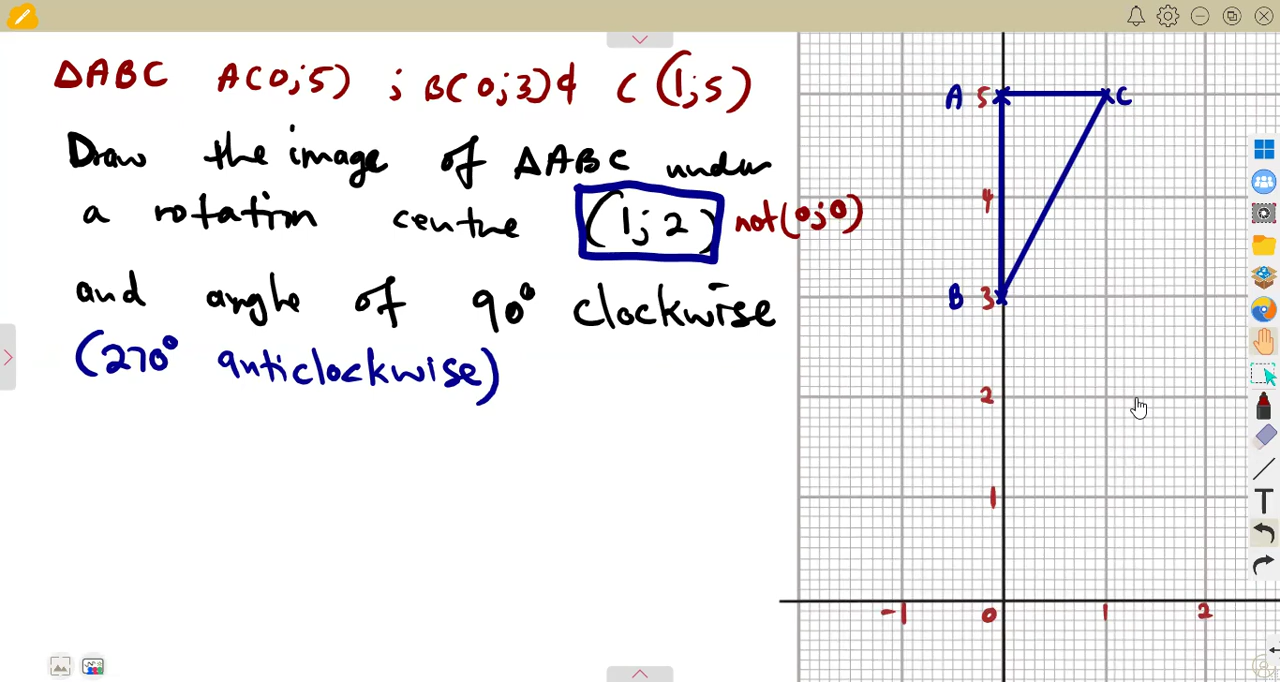 ΔABC A(0;5) ; B(0;3) & C(1;5)
Draw the image of ΔABC under
a rotation centre (1;2) not(0;0)
and angle of 90° clockwise
(270° anticlockwise)
A 5 C
4
B 3
2
1
-1 0 1 2
T